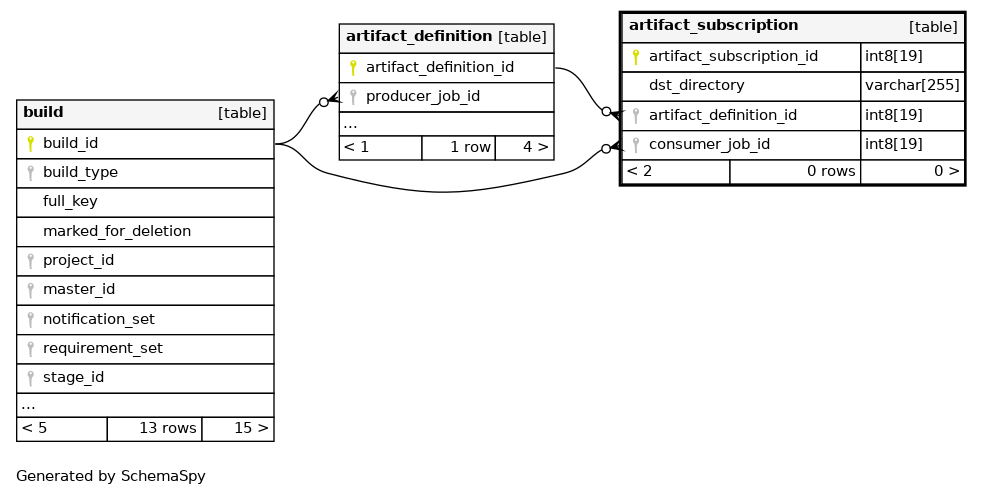 build [table]
build_id
build_type
full_key
marked_for_deletion
project_id
master_id
notification_set
requirement_set
stage_id
...
< 5 13 rows 15 >
artifact_definition [table]
artifact_definition_id
producer_job_id
...
< 1 1 row 4 >
artifact_subscription [table]
artifact_subscription_id int8[19]
dst_directory varchar[255]
artifact_definition_id int8[19]
consumer_job_id int8[19]
< 2 0 rows 0 >
Generated by SchemaSpy